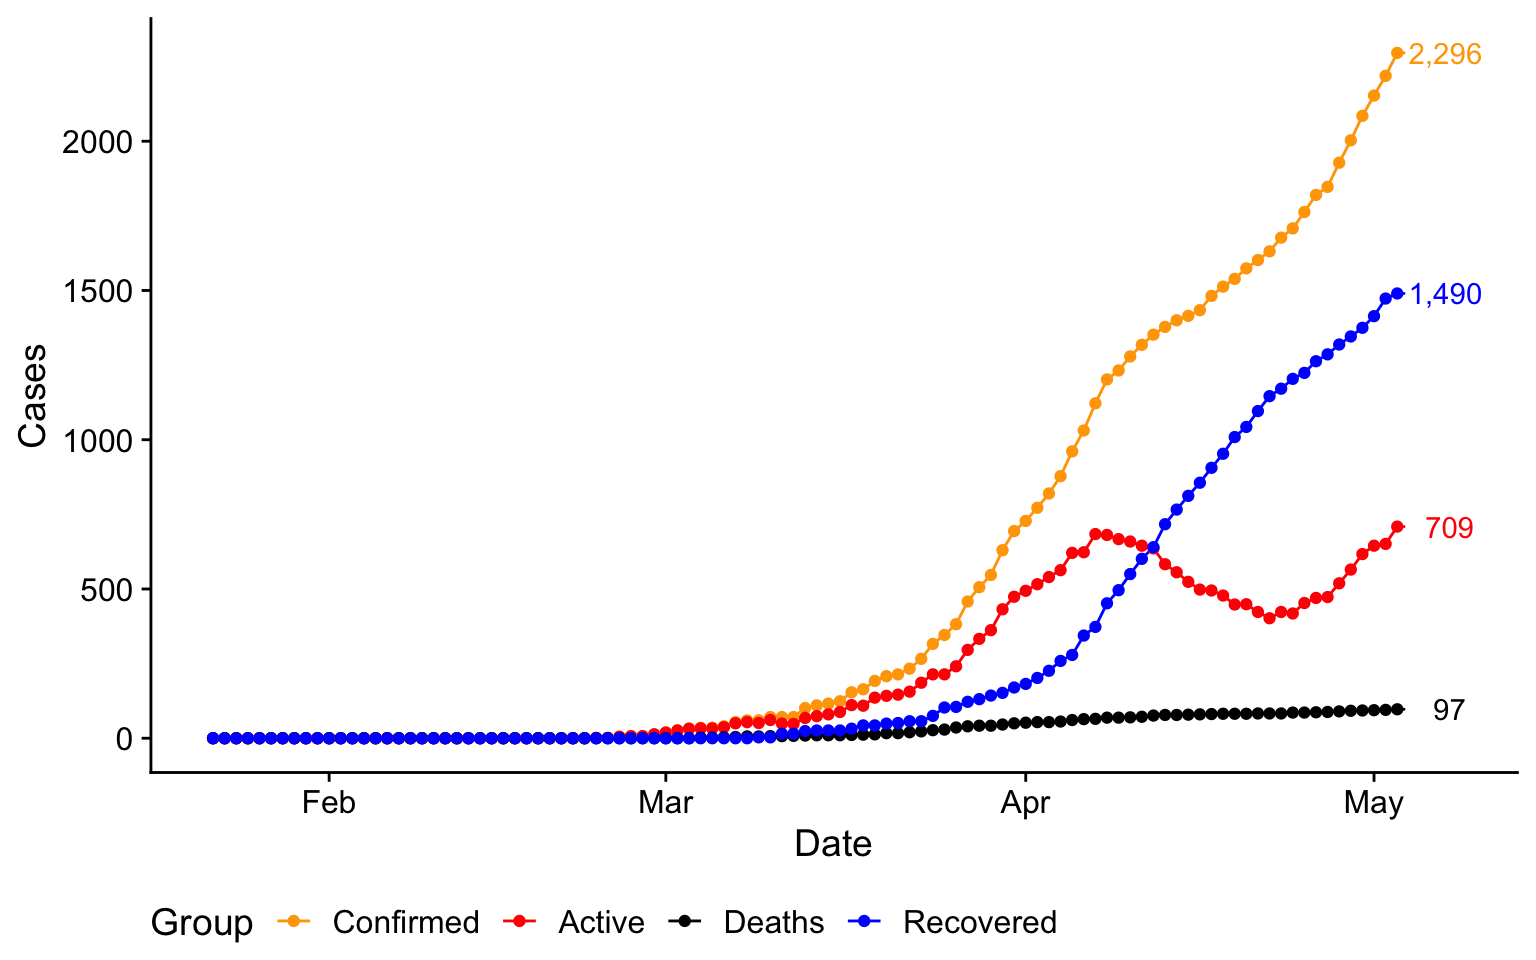 2,296
2000
1500
1,490
Cases
1000
709
500
97
0
Feb Mar Apr May
Date
Group Confirmed Active Deaths Recovered